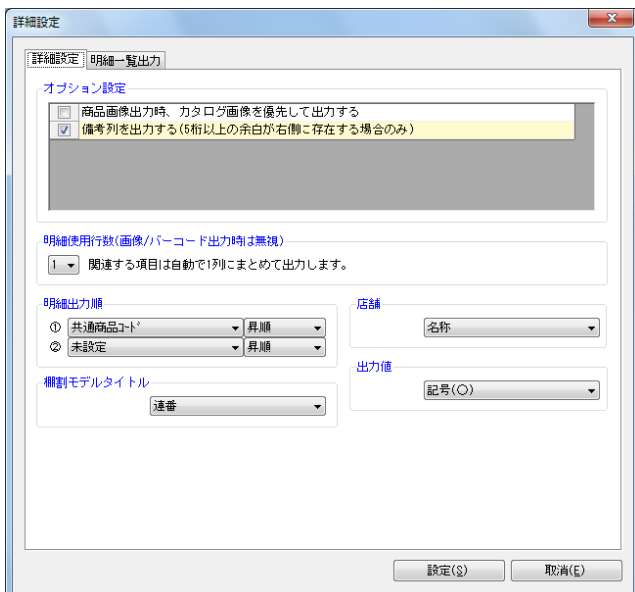 詳細設定
詳細設定 明細一覧出力
オプション設定
商品画像出力時、カタログ画像を優先して出力する
備考列を出力する(5桁以上の余白が右側に存在する場合のみ)
明細使用行数(画像/バーコード出力時は無視)
1 関連する項目は自動で1列にまとめて出力します。
明細出力順
① 共通商品コード 昇順
② 未設定 昇順
店舗
名称
棚割モデルタイトル
連番
出力値
記号(○)
設定(S) 取消(E)